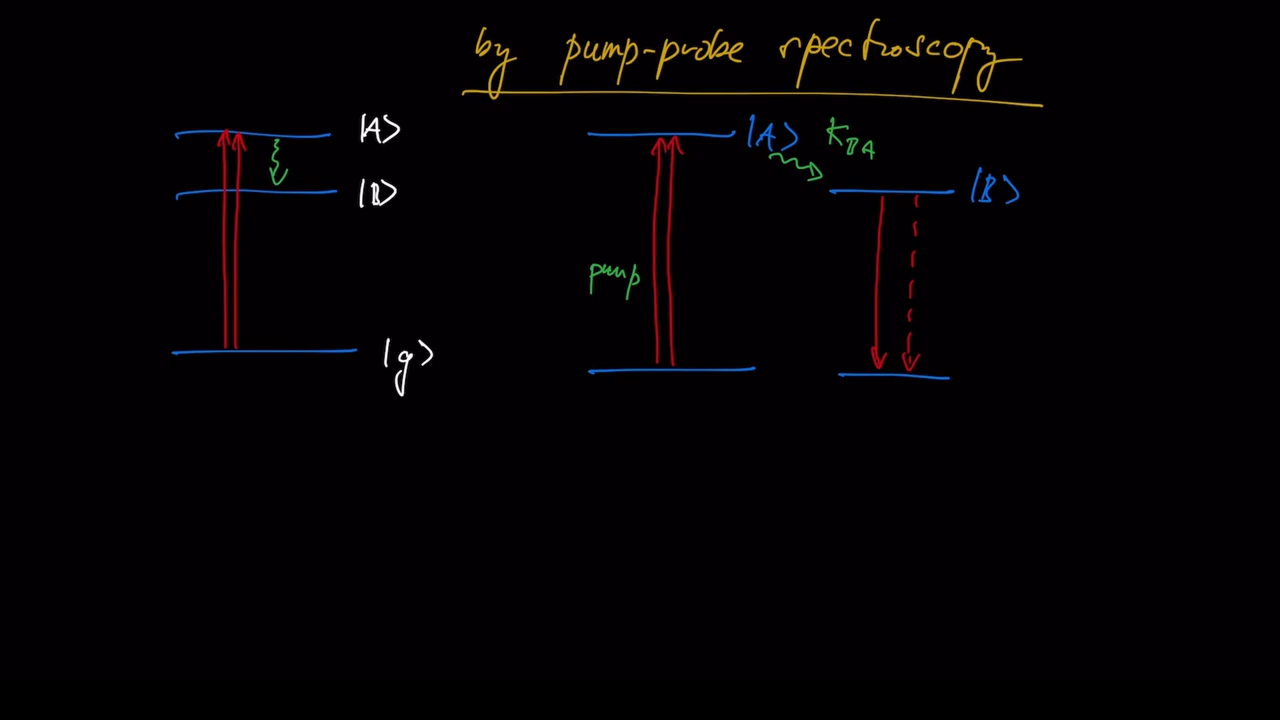 by pump-probe spectroscopy
|A>
|B>
|g>
|A> K_BA
|B>
pump